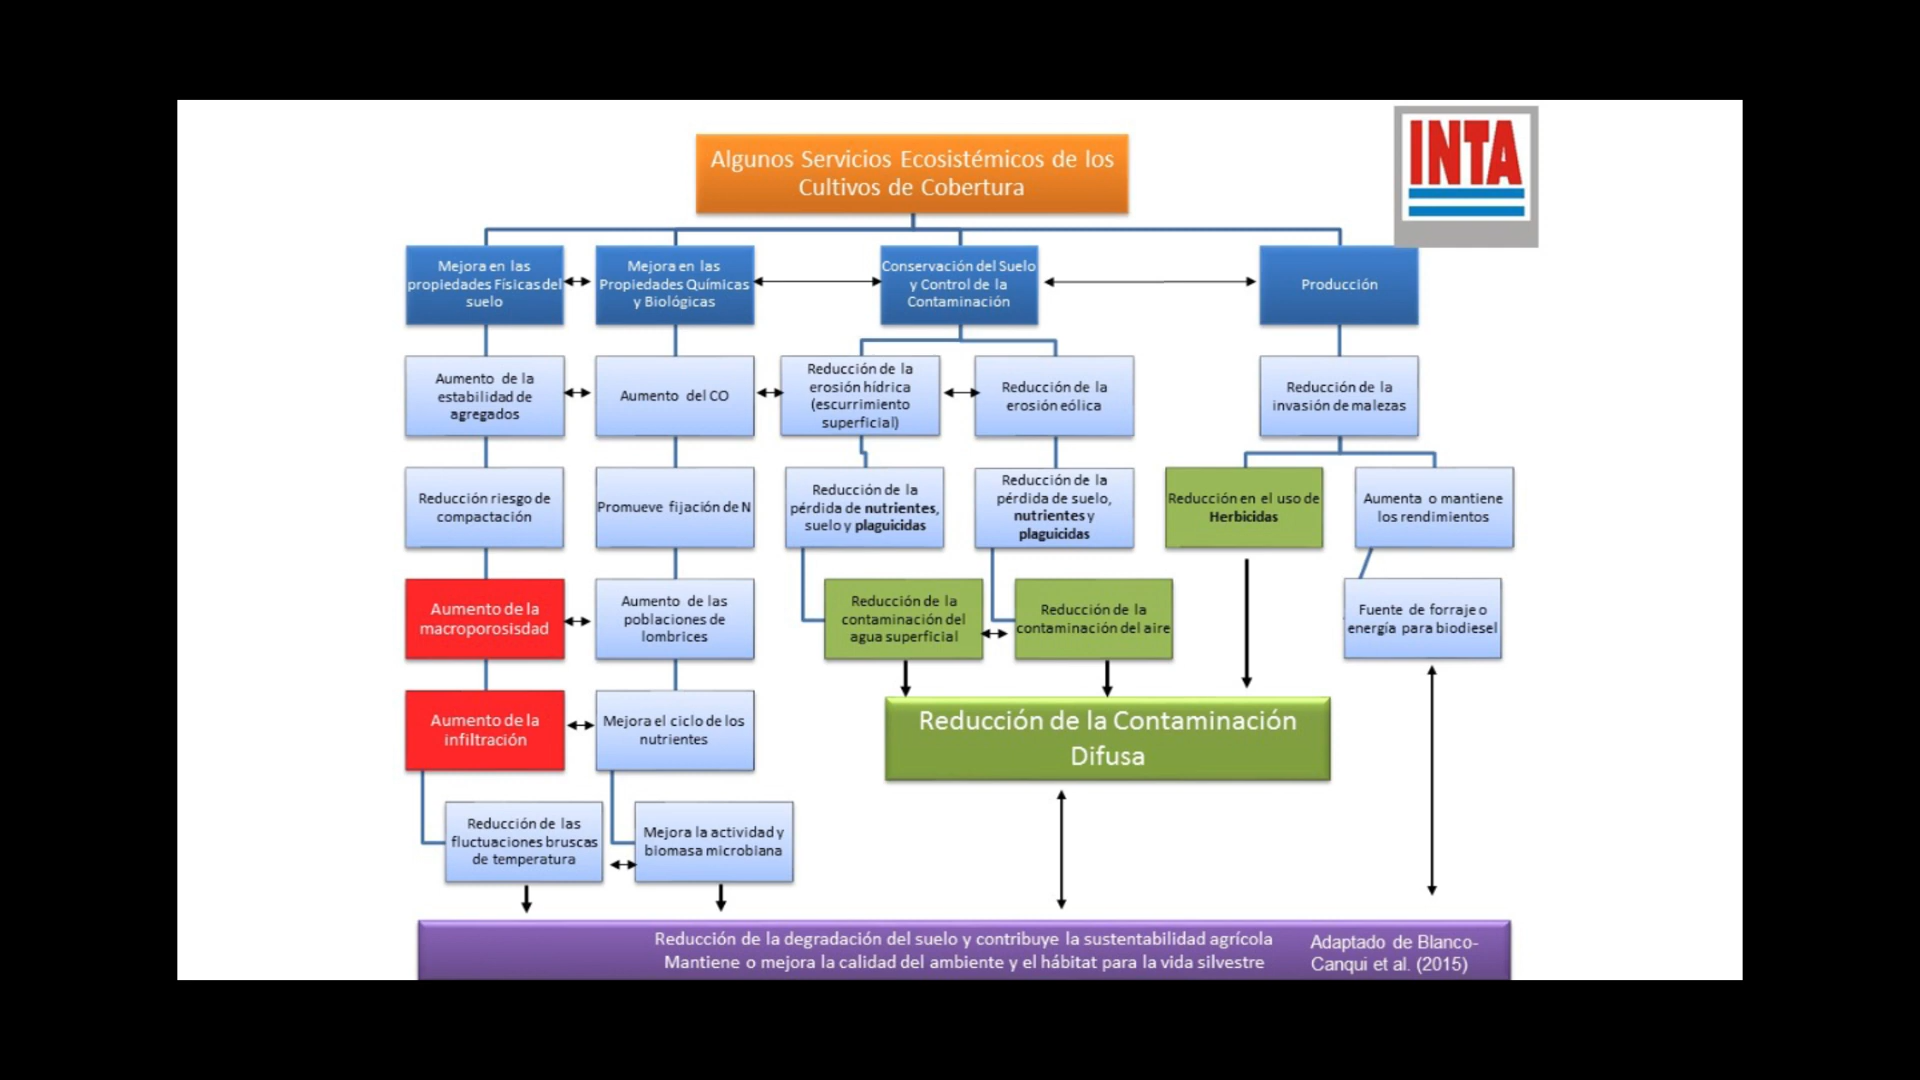 Algunos Servicios Ecosistémicos de los
Cultivos de Cobertura
INTA
Mejora en las
propiedades Físicas del
suelo
Mejora en las
Propiedades Químicas
y Biológicas
Conservación del Suelo
y Control de la
Contaminación
Producción
Aumento de la
estabilidad de
agregados
Aumento del CO
Reducción de la
erosión hídrica
(escurrimiento
superficial)
Reducción de la
erosión eólica
Reducción de la
invasión de malezas
Reducción riesgo de
compactación
Promueve fijación de N
Reducción de la
pérdida de nutrientes,
suelo y plaguicidas
Reducción de la
pérdida de suelo,
nutrientes y
plaguicidas
Reducción en el uso de
Herbicidas
Aumenta o mantiene
los rendimientos
Aumento de la
macroporosisdad
Aumento de las
poblaciones de
lombrices
Reducción de la
contaminación del
agua superficial
Reducción de la
contaminación del aire
Fuente de forraje o
energía para biodiesel
Aumento de la
infiltración
Mejora el ciclo de los
nutrientes
Reducción de la Contaminación
Difusa
Reducción de las
fluctuaciones bruscas
de temperatura
Mejora la actividad y
biomasa microbiana
Reducción de la degradación del suelo y contribuye la sustentabilidad agrícola
Mantiene o mejora la calidad del ambiente y el hábitat para la vida silvestre
Adaptado de Blanco-
Canqui et al. (2015)